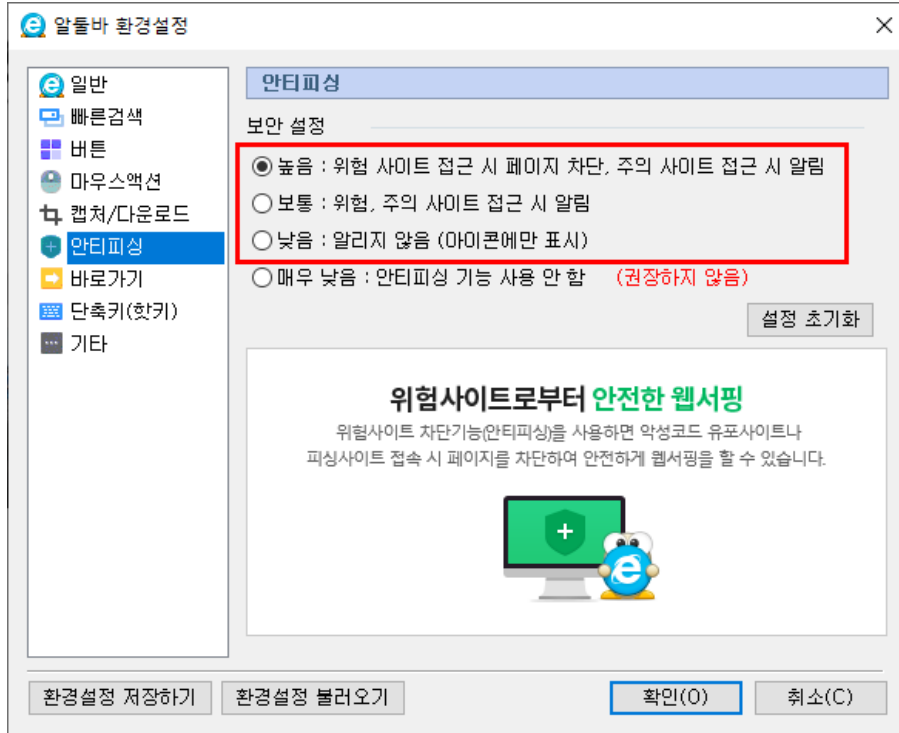 알툴바 환경설정
일반
빠른검색
버튼
마우스액션
캡처/다운로드
안티피싱
바로가기
단축키(핫키)
기타
안티피싱
보안 설정
높음 : 위험 사이트 접근 시 페이지 차단, 주의 사이트 접근 시 알림
보통 : 위험, 주의 사이트 접근 시 알림
낮음 : 알리지 않음 (아이콘에만 표시)
매우 낮음 : 안티피싱 기능 사용 안 함 (권장하지 않음)
설정 초기화
위험사이트로부터 안전한 웹서핑
위험사이트 차단기능(안티피싱)을 사용하면 악성코드 유포사이트나
피싱사이트 접속 시 페이지를 차단하여 안전하게 웹서핑을 할 수 있습니다.
환경설정 저장하기 환경설정 불러오기 확인(O) 취소(C)